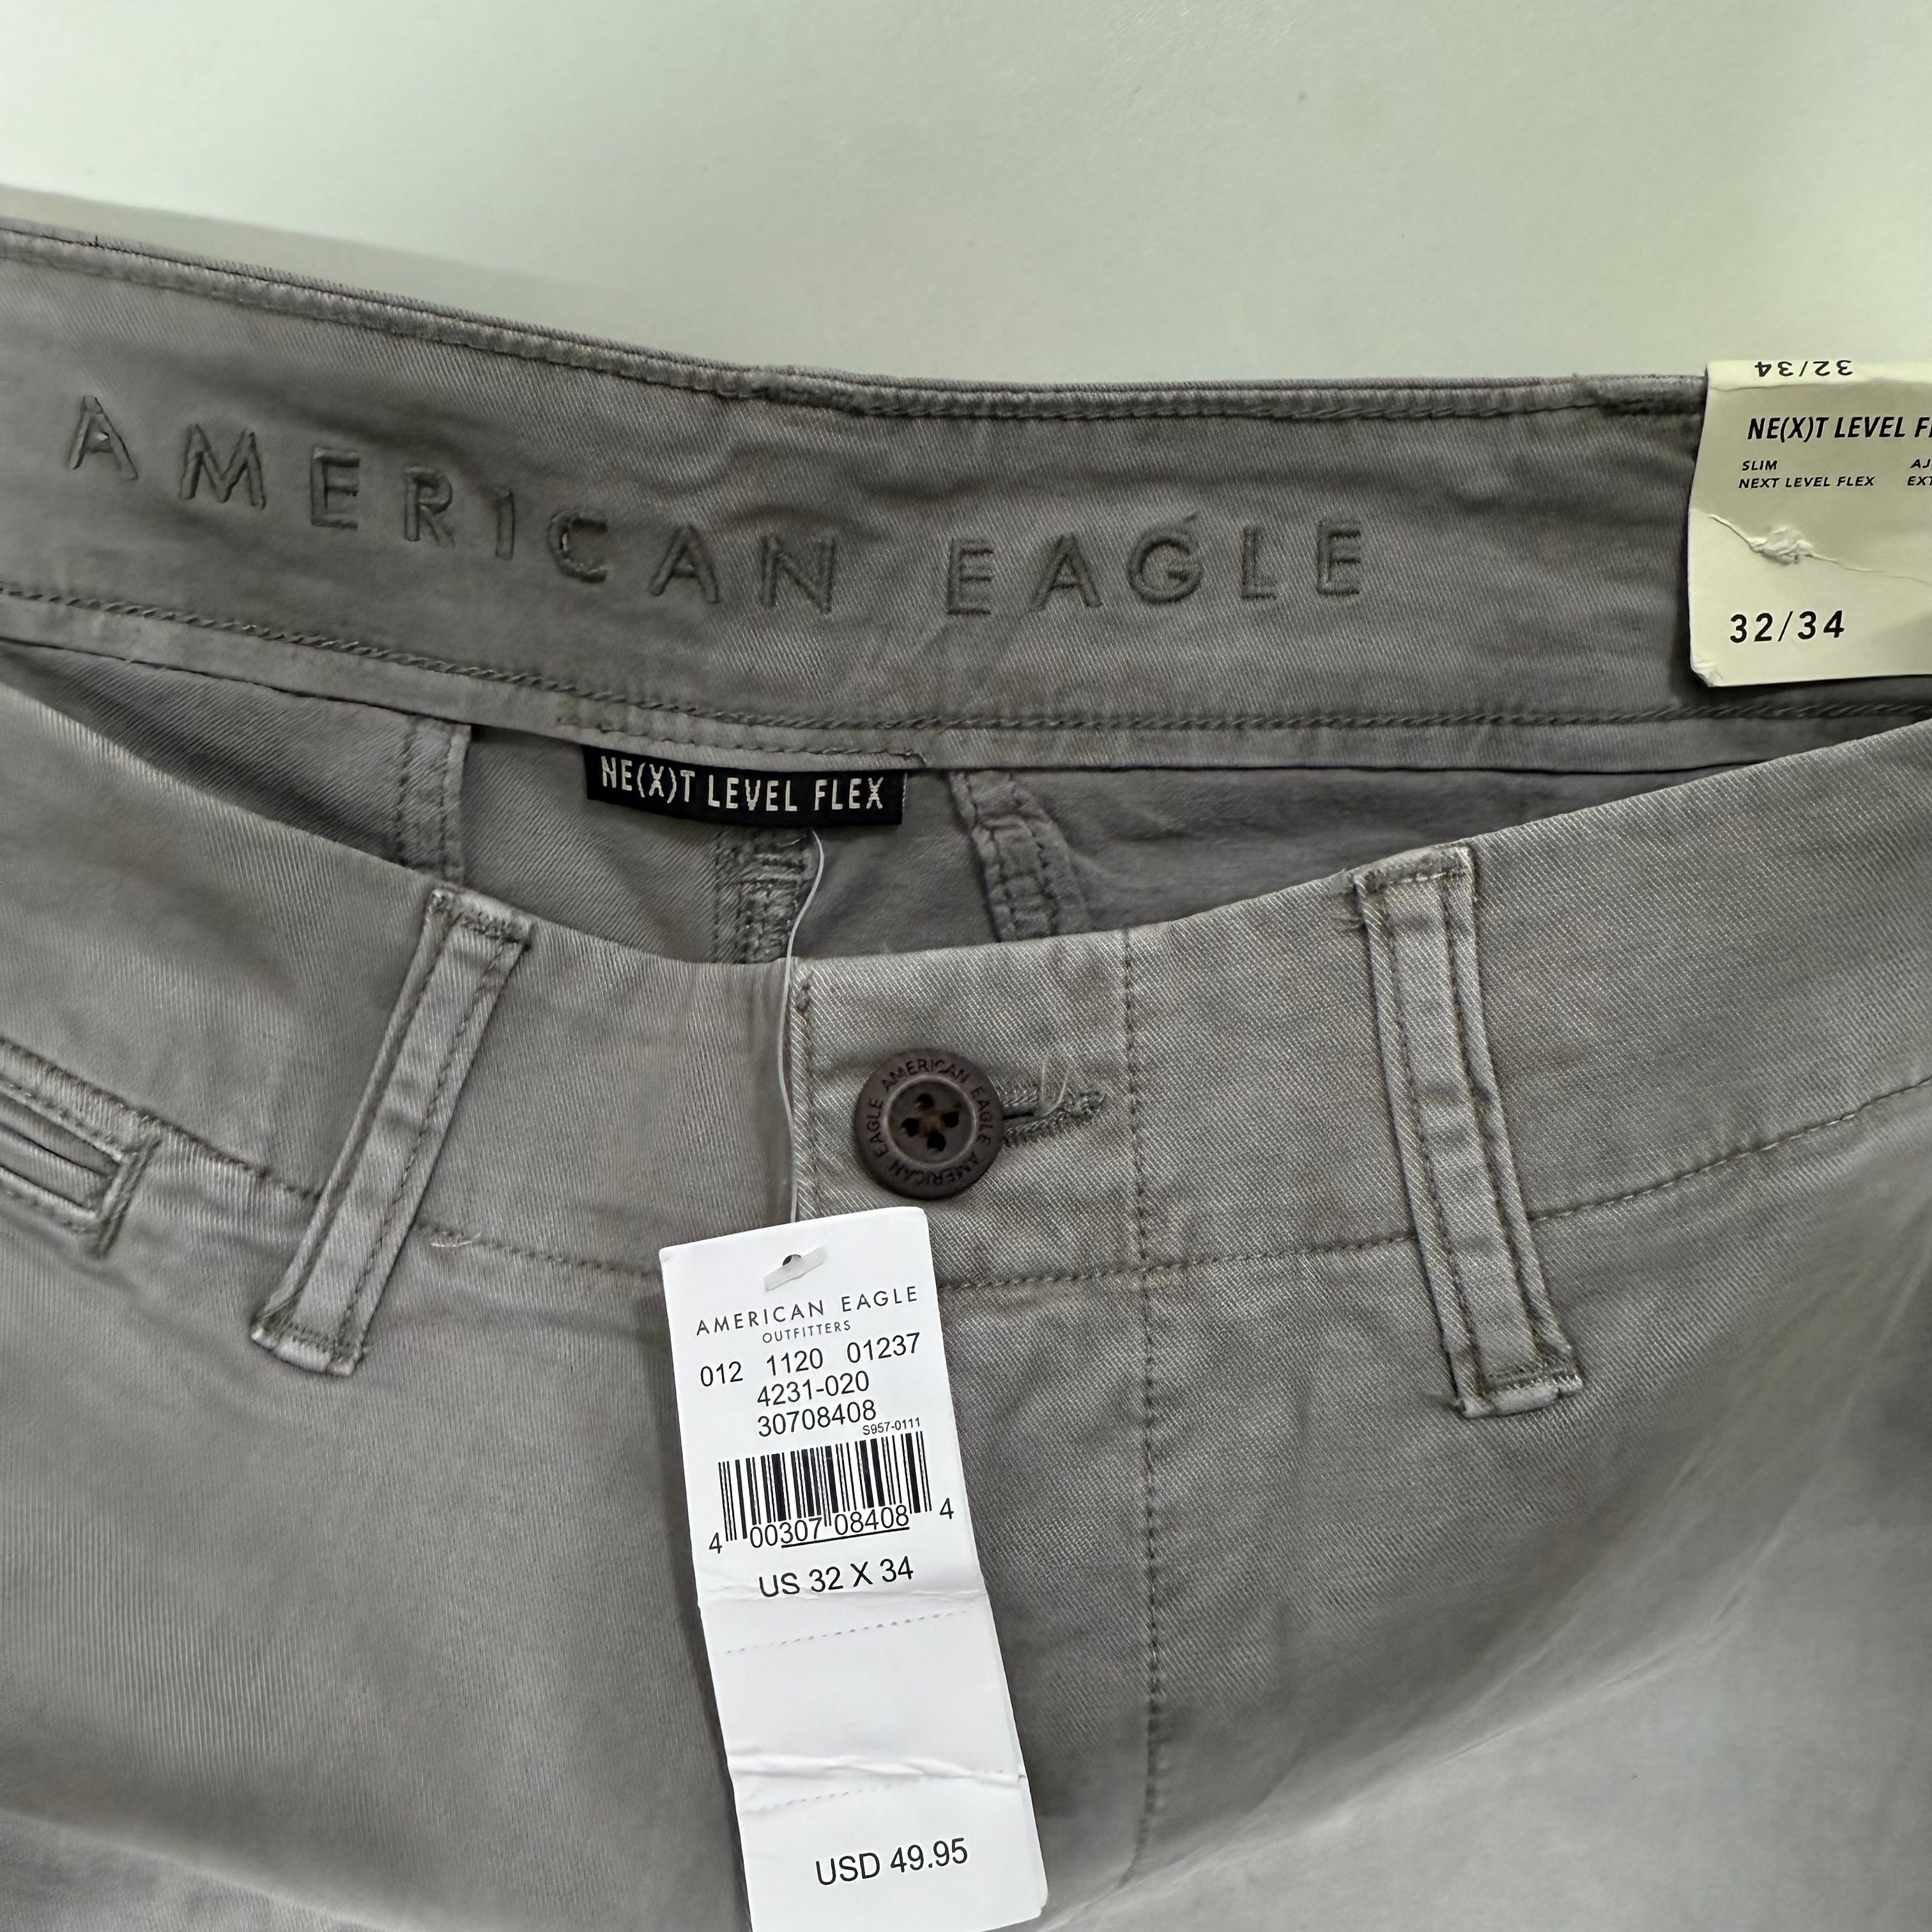 AMERICAN EAGLE
32/34
NE(X)T LEVEL
SLIM
NEXT LEVEL FLEX
32/34
NE(X)T LEVEL FLEX
AMERICAN EAGLE AMERICAN EAGLE
AMERICAN EAGLE
OUTFITTERS
012 1120 01237
4231-020
30708408
S957-0111
4 00307 08408 4
US 32 X 34
USD 49.95